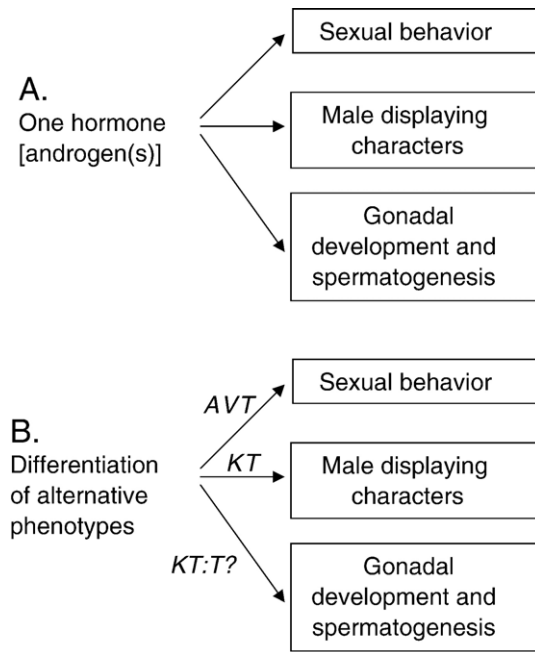 Sexual behavior
A.
One hormone
[androgen(s)]
Male displaying
characters
Gonadal
development and
spermatogenesis
Sexual behavior
AVT
B.
Differentiation
of alternative
phenotypes
KT
Male displaying
characters
KT:T?
Gonadal
development and
spermatogenesis